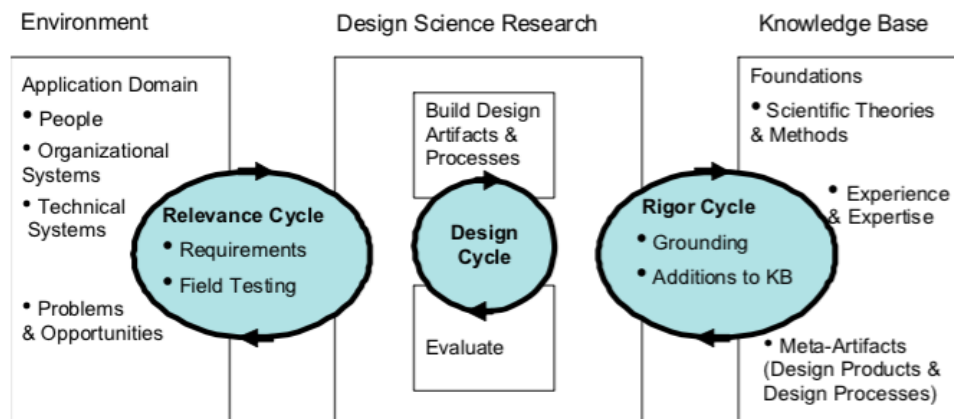 Environment
Design Science Research
Knowledge Base
Application Domain
• People
• Organizational
Systems
• Technical
Systems
• Problems
& Opportunities
Relevance Cycle
• Requirements
• Field Testing
Build Design
Artifacts &
Processes
Design
Cycle
Evaluate
Rigor Cycle
• Grounding
• Additions to KB
Foundations
• Scientific Theories
& Methods
• Experience
& Expertise
• Meta-Artifacts
(Design Products &
Design Processes)